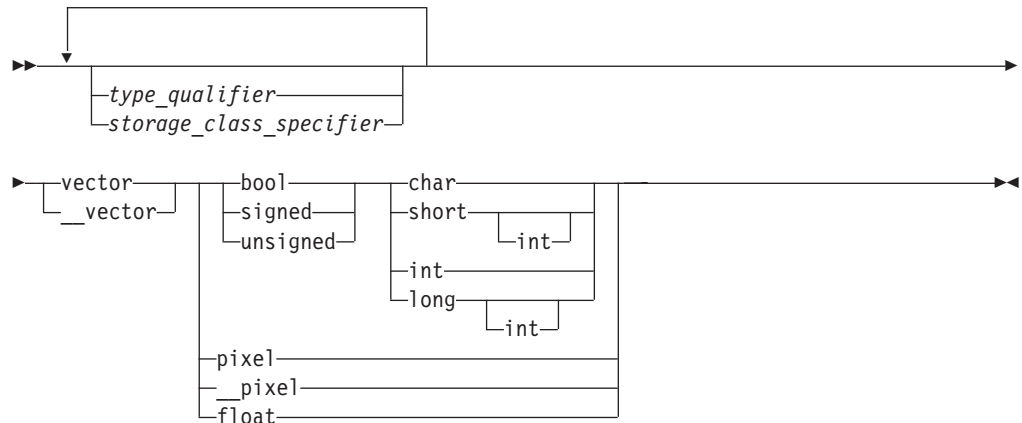 type_qualifier
storage_class_specifier
vector bool char
__vector signed short
unsigned int
int
long
int
pixel
__pixel
float